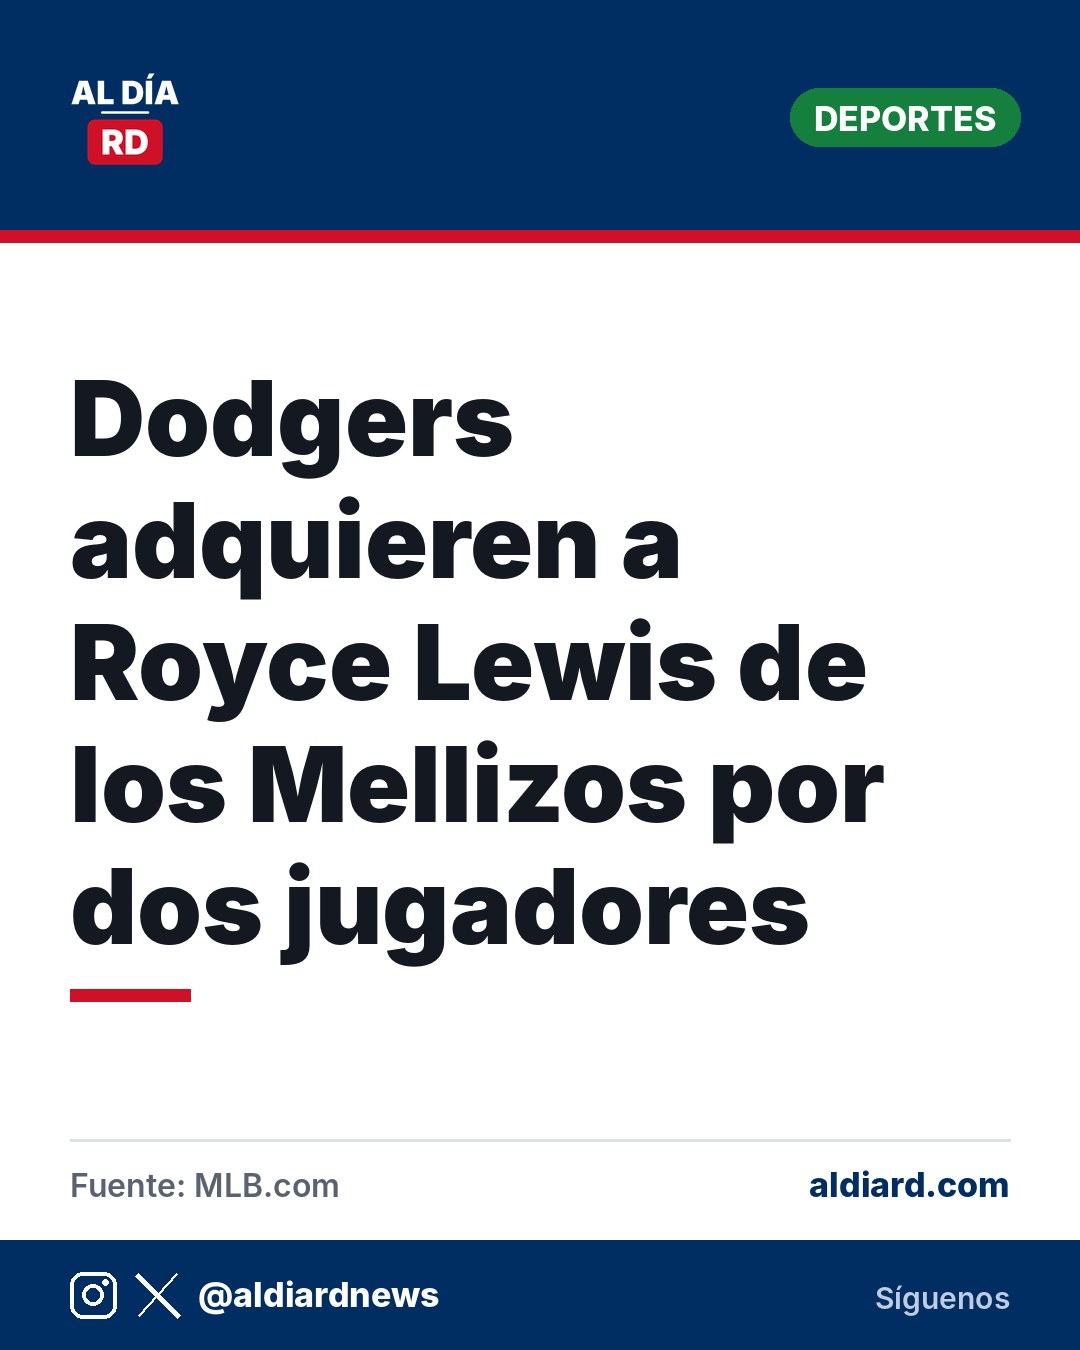 AL DÍA
RD
DEPORTES
Dodgers
adquieren a
Royce Lewis de
los Mellizos por
dos jugadores
Fuente: MLB.com
aldiard.com
@aldiardnews
Síguenos